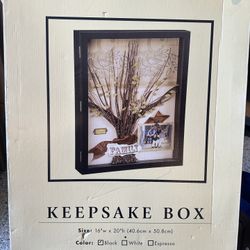 FAMILY
KEEPSAKE BOX
Size: 16"w x 20"h (40.6cm x 50.8cm)
Color: ☑Black ☐White ☐Espresso